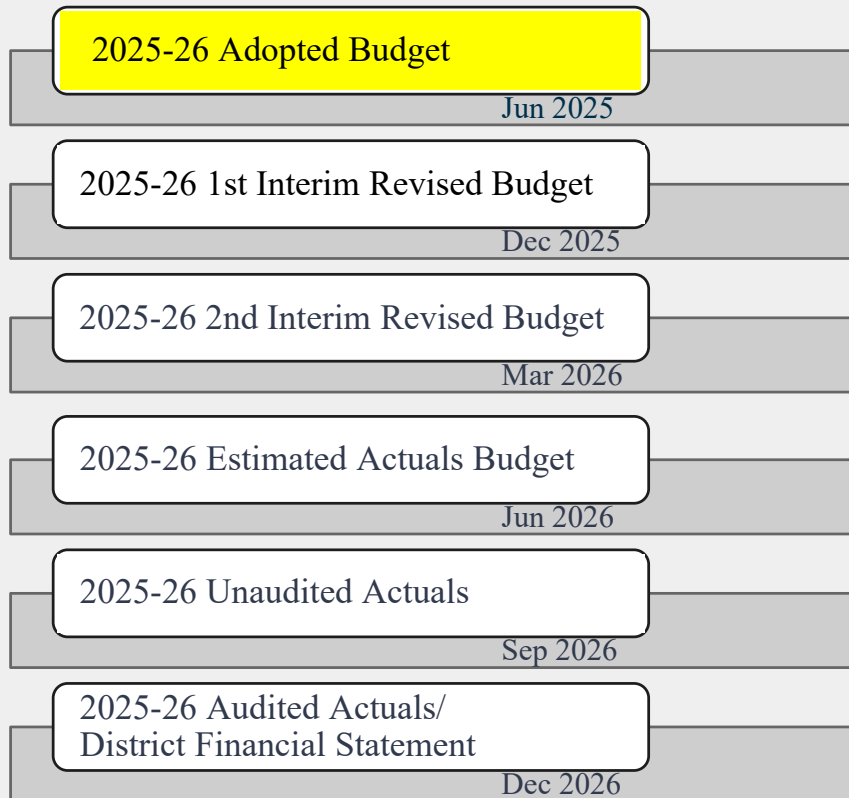 2025-26 Adopted Budget
Jun 2025
2025-26 1st Interim Revised Budget
Dec 2025
2025-26 2nd Interim Revised Budget
Mar 2026
2025-26 Estimated Actuals Budget
Jun 2026
2025-26 Unaudited Actuals
Sep 2026
2025-26 Audited Actuals/
District Financial Statement
Dec 2026